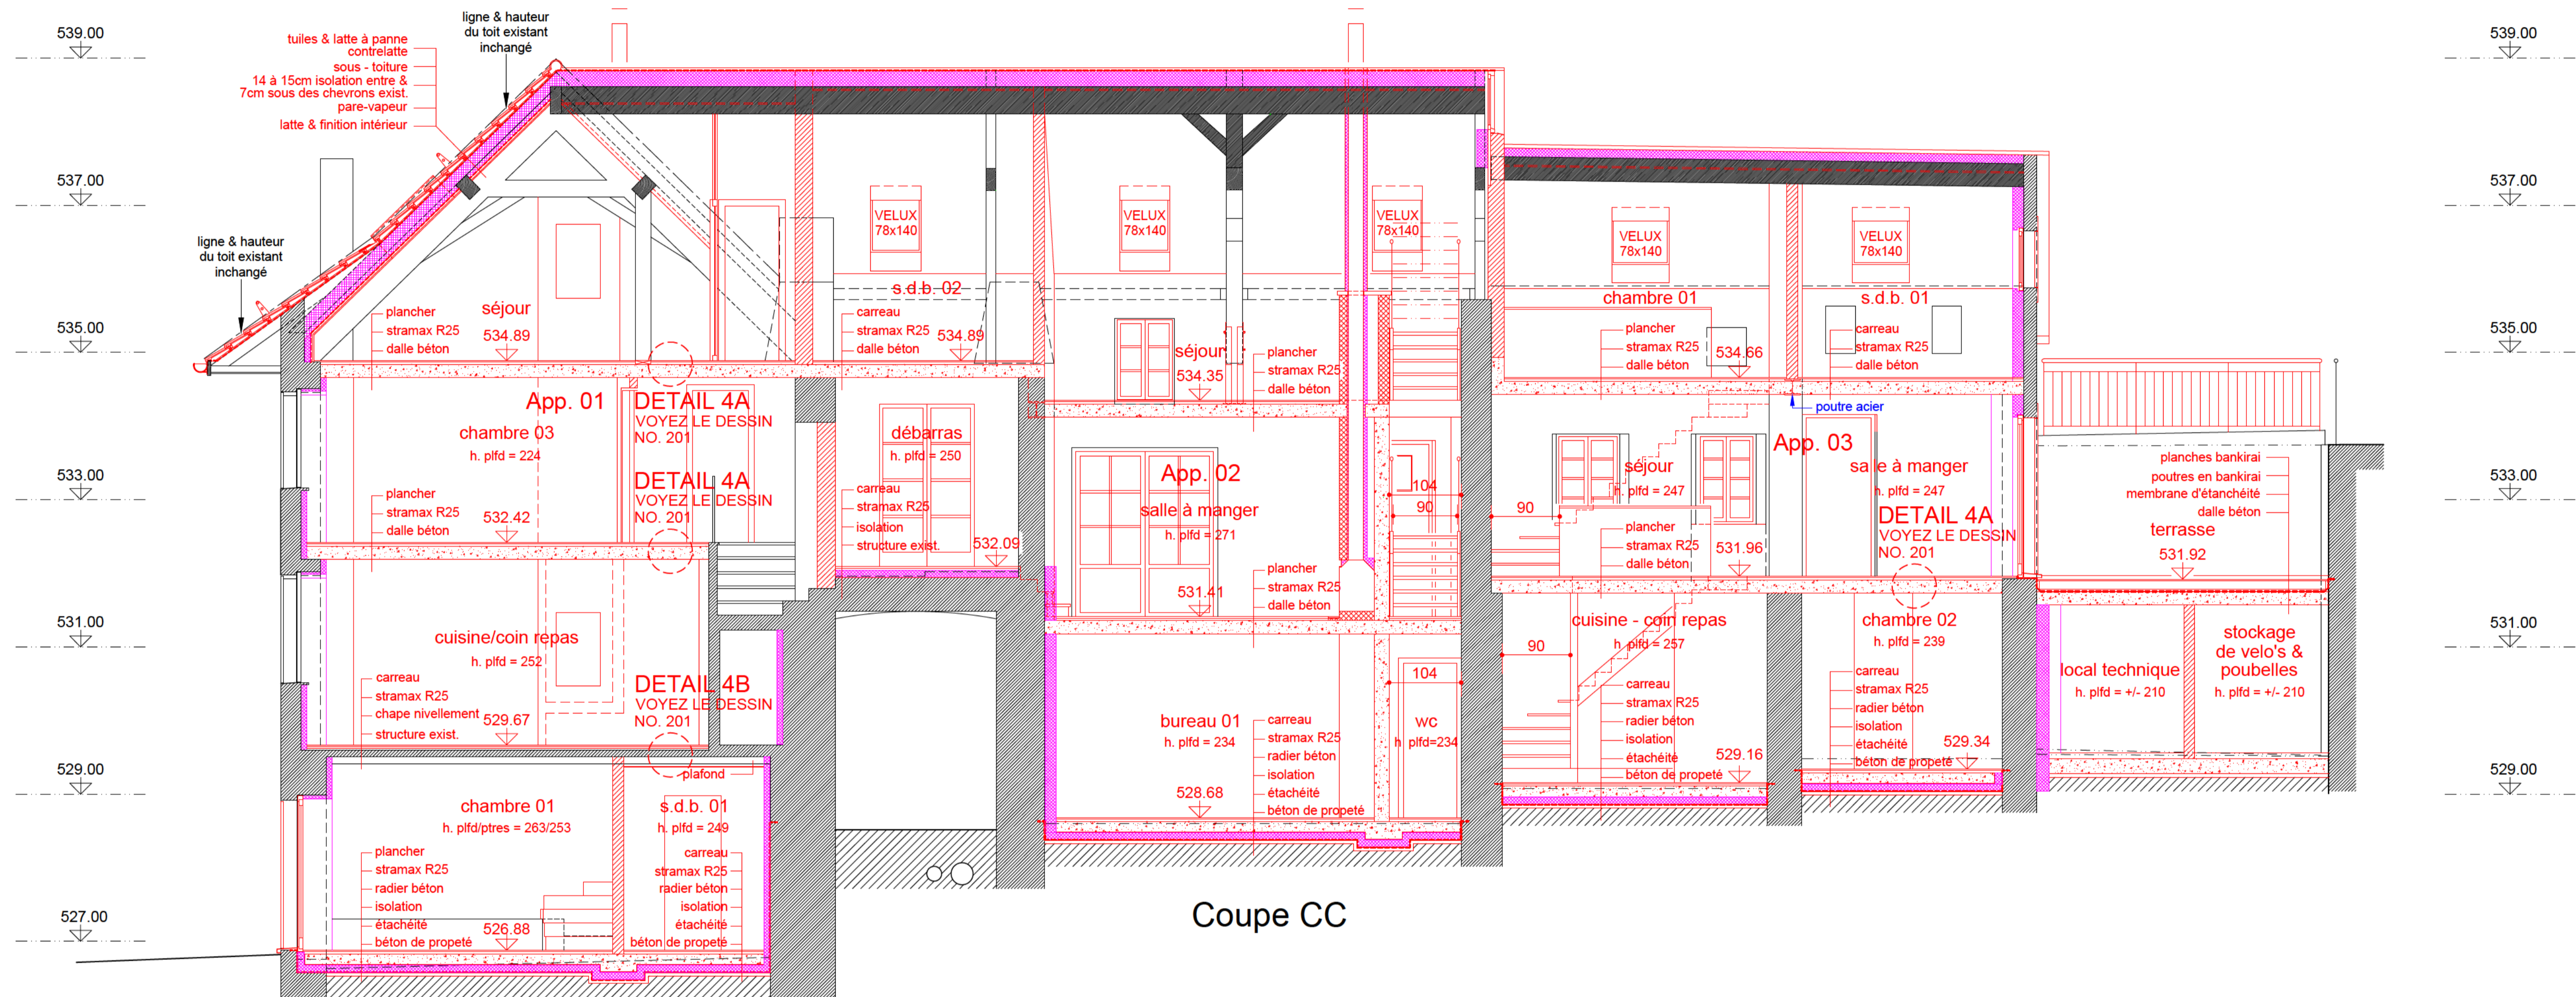 539.00
537.00
535.00
533.00
531.00
529.00
527.00
tuiles & latte à panne
contrelatte
sous - toiture
14 à 15cm isolation entre &
7cm sous des chevrons exist.
pare-vapeur
latte & finition intérieur
ligne & hauteur
du toit existant
inchangé
ligne & hauteur
du toit existant
inchangé
plancher
stramax R25
dalle béton
séjour
534.89
carreau
stramax R25
dalle béton
s.d.b. 02
534.89
VELUX
78x140
VELUX
78x140
VELUX
78x140
VELUX
78x140
VELUX
78x140
séjour
534.35
plancher
stramax R25
dalle béton
chambre 01
plancher
stramax R25
dalle béton
534.66
s.d.b. 01
carreau
stramax R25
dalle béton
poutre acier
App. 01
chambre 03
h. plfd = 224
plancher
stramax R25
dalle béton
532.42
DETAIL 4A
VOYEZ LE DESSIN
NO. 201
DETAIL 4A
VOYEZ LE DESSIN
NO. 201
débarras
h. plfd = 250
carreau
stramax R25
isolation
structure exist.
532.09
App. 02
salle à manger
h. plfd = 271
531.41
plancher
stramax R25
dalle béton
104
90
90
séjour
h. plfd = 247
plancher
stramax R25
dalle béton
531.96
App. 03
salle à manger
h. plfd = 247
DETAIL 4A
VOYEZ LE DESSIN
NO. 201
planches bankirai
poutres en bankirai
membrane d'étanchéité
dalle béton
terrasse
531.92
cuisine/coin repas
h. plfd = 252
carreau
stramax R25
chape nivellement
structure exist.
529.67
DETAIL 4B
VOYEZ LE DESSIN
NO. 201
plafond
bureau 01
h. plfd = 234
528.68
carreau
stramax R25
radier béton
isolation
étachéité
béton de propeté
104
wc
h plfd=234
90
cuisine - coin repas
h. plfd = 257
carreau
stramax R25
radier béton
isolation
étachéité
béton de propeté
529.16
chambre 02
h. plfd = 239
carreau
stramax R25
radier béton
isolation
étachéité
béton de propeté
529.34
local technique
h. plfd = +/- 210
stockage
de velo's &
poubelles
h. plfd = +/- 210
chambre 01
h. plfd/ptres = 263/253
plancher
stramax R25
radier béton
isolation
étachéité
béton de propeté
526.88
s.d.b. 01
h. plfd = 249
carreau
stramax R25
radier béton
isolation
étachéité
béton de propeté
Coupe CC
539.00
537.00
535.00
533.00
531.00
529.00